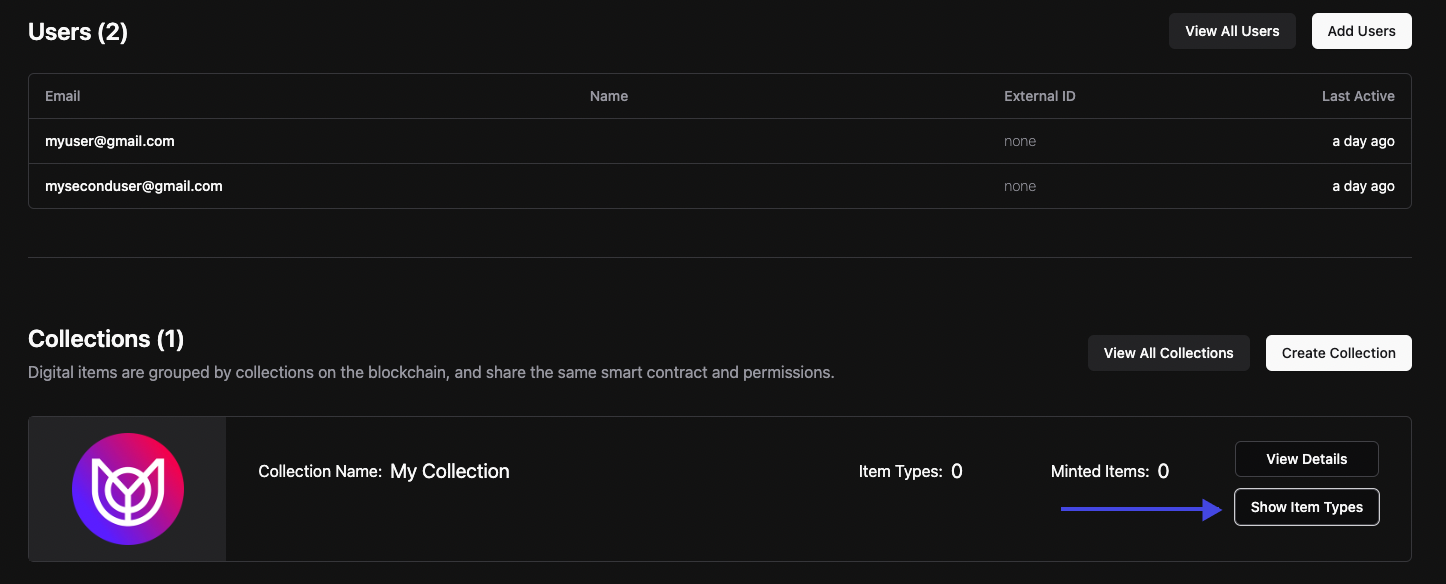 Users (2)
View All Users
Add Users
Email Name External ID Last Active
myuser@gmail.com none a day ago
myseconduser@gmail.com none a day ago
Collections (1)
Digital items are grouped by collections on the blockchain, and share the same smart contract and permissions.
View All Collections
Create Collection
Collection Name: My Collection
Item Types: 0
Minted Items: 0
View Details
Show Item Types